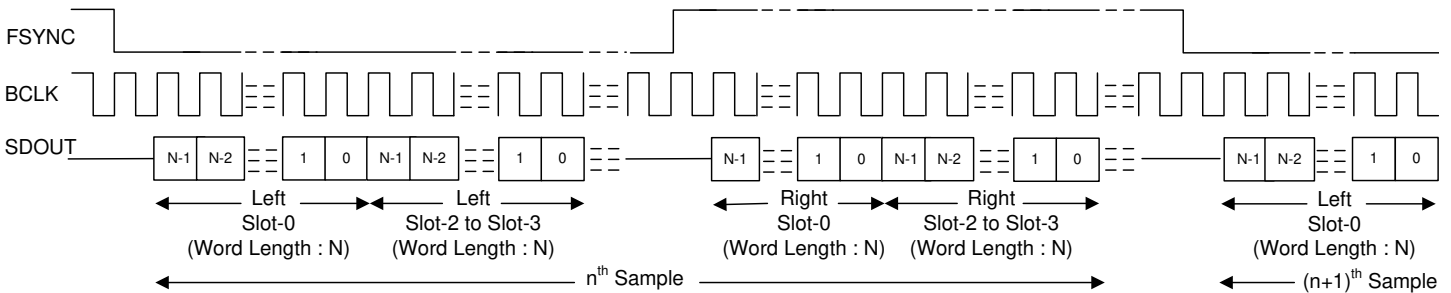 FSYNC
BCLK
SDOUT
N-1 N-2 1 0 N-1 N-2 1 0 N-1 1 0 N-1 N-2 1 0 N-1 N-2 1 0
Left Left Right Right Left
Slot-0 Slot-2 to Slot-3 Slot-0 Slot-2 to Slot-3 Slot-0
(Word Length : N) (Word Length : N) (Word Length : N) (Word Length : N) (Word Length : N)
nth Sample (n+1)th Sample